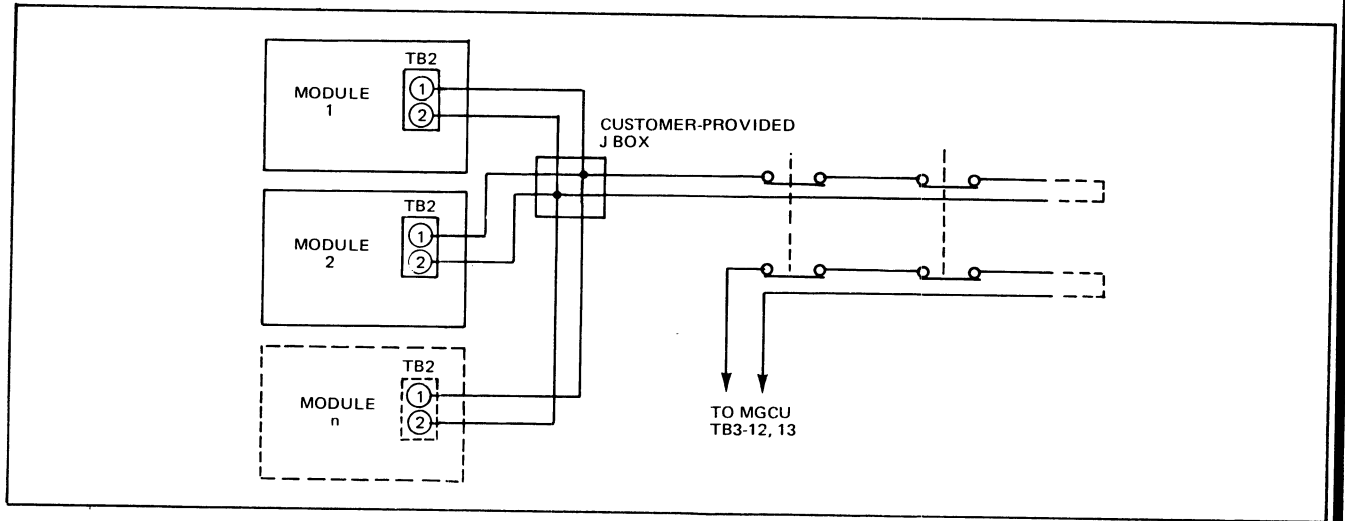 MODULE
1
TB2
1
2
CUSTOMER-PROVIDED
J BOX
MODULE
2
TB2
1
2
MODULE
n
TB2
1
2
TO MGCU
TB3-12, 13